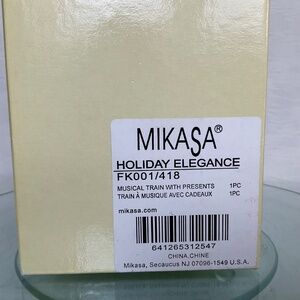 MIKASA®
HOLIDAY ELEGANCE
FK001/418
MUSICAL TRAIN WITH PRESENTS 1PC
TRAIN À MUSIQUE AVEC CADEAUX 1PC
mikasa.com
641265312547
CHINA,CHINE
Mikasa, Secaucus NJ 07096-1549 U.S.A.